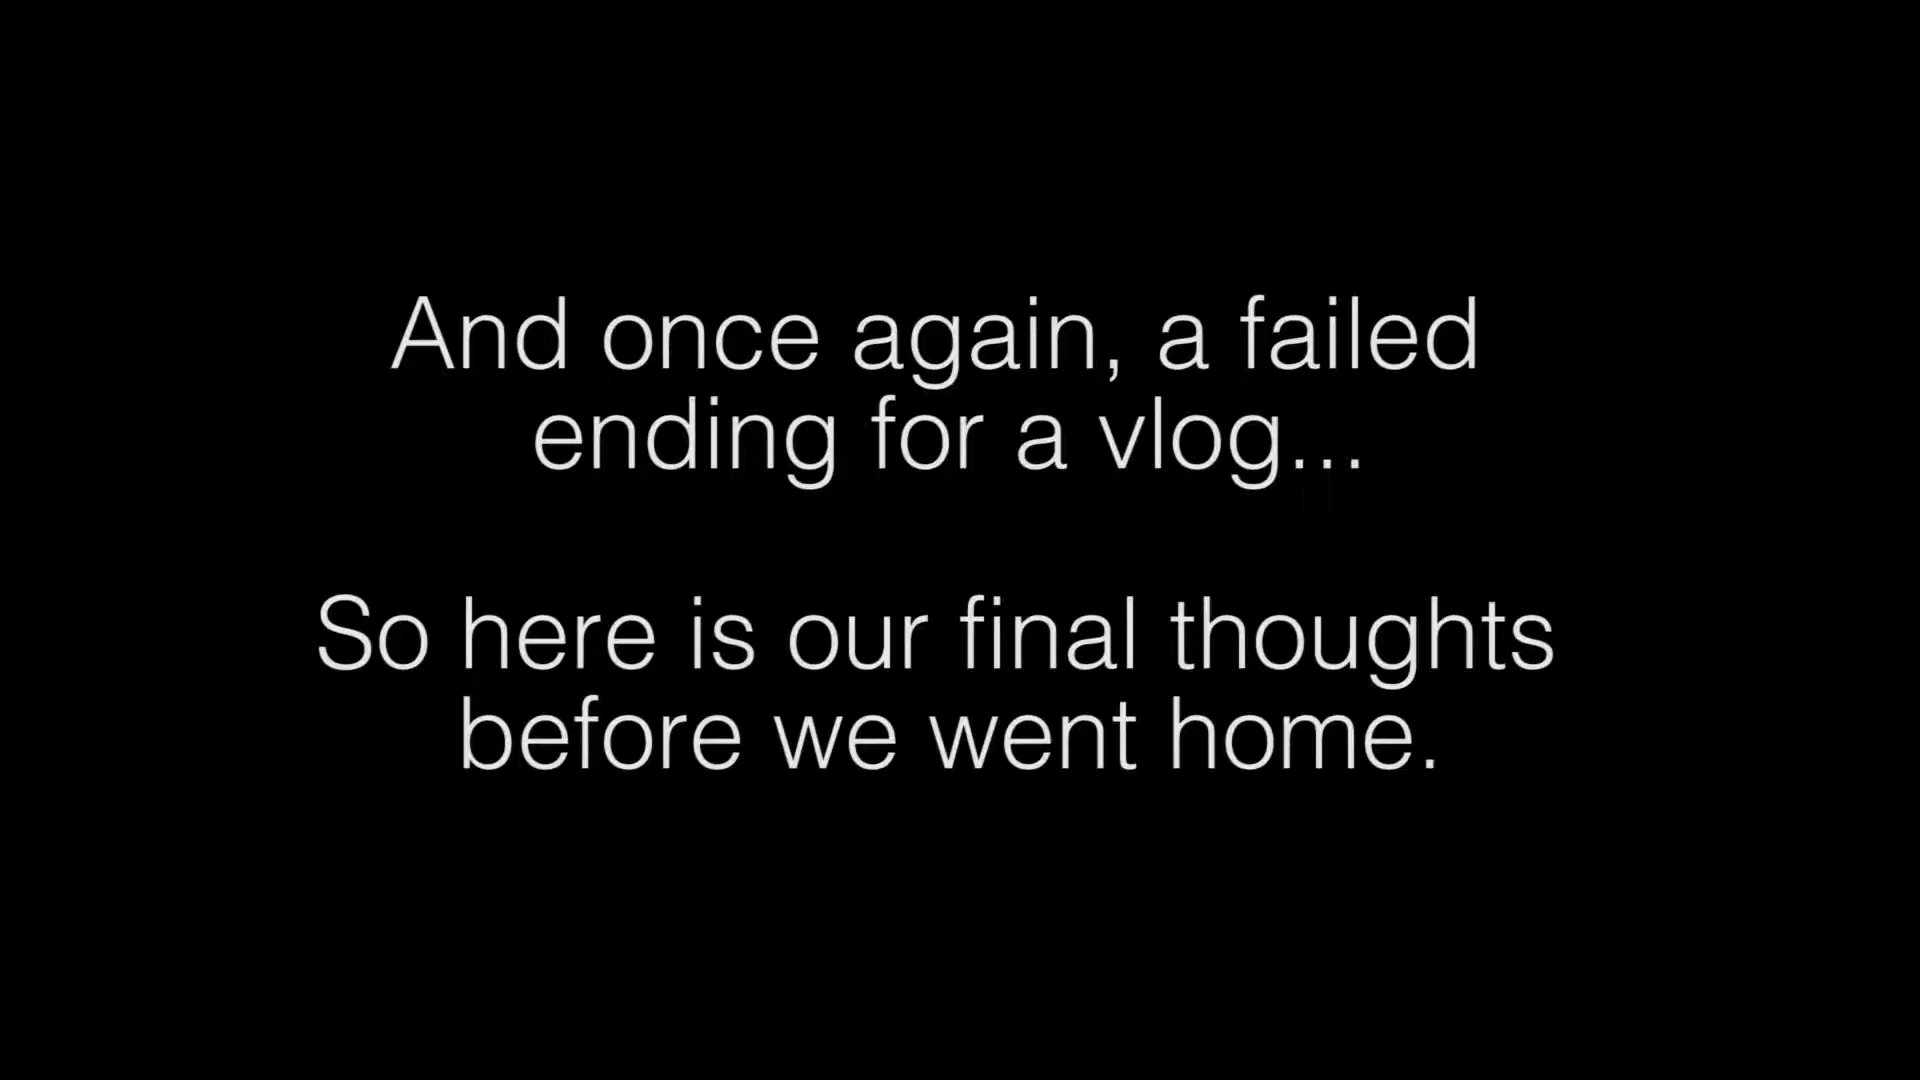 And once again, a failed
ending for a vlog...
So here is our final thoughts
before we went home.